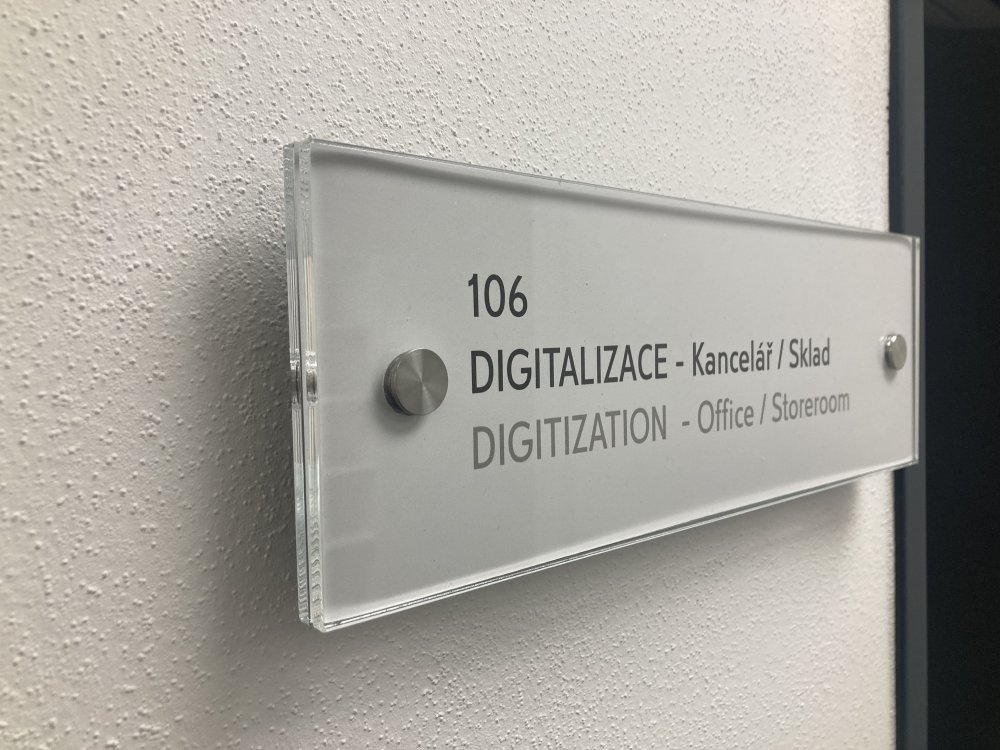 106
DIGITALIZACE - Kancelář / Sklad
DIGITIZATION - Office / Storeroom